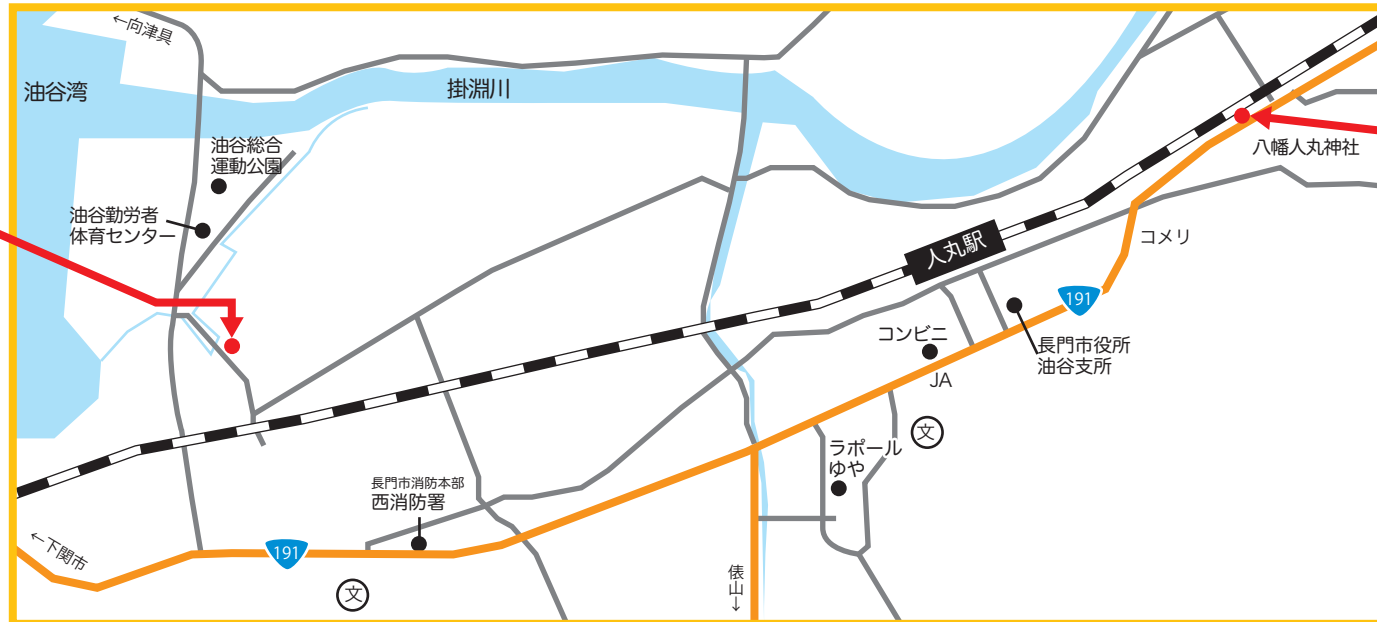 ←向津具
油谷湾
掛淵川
油谷総合
運動公園
八幡人丸神社
油谷勤労者
体育センター
人丸駅
コメリ
191
コンビニ
長門市役所
油谷支所
JA
文
ラポール
ゆや
長門市消防本部
西消防署
←下関市
191
文
俵山→